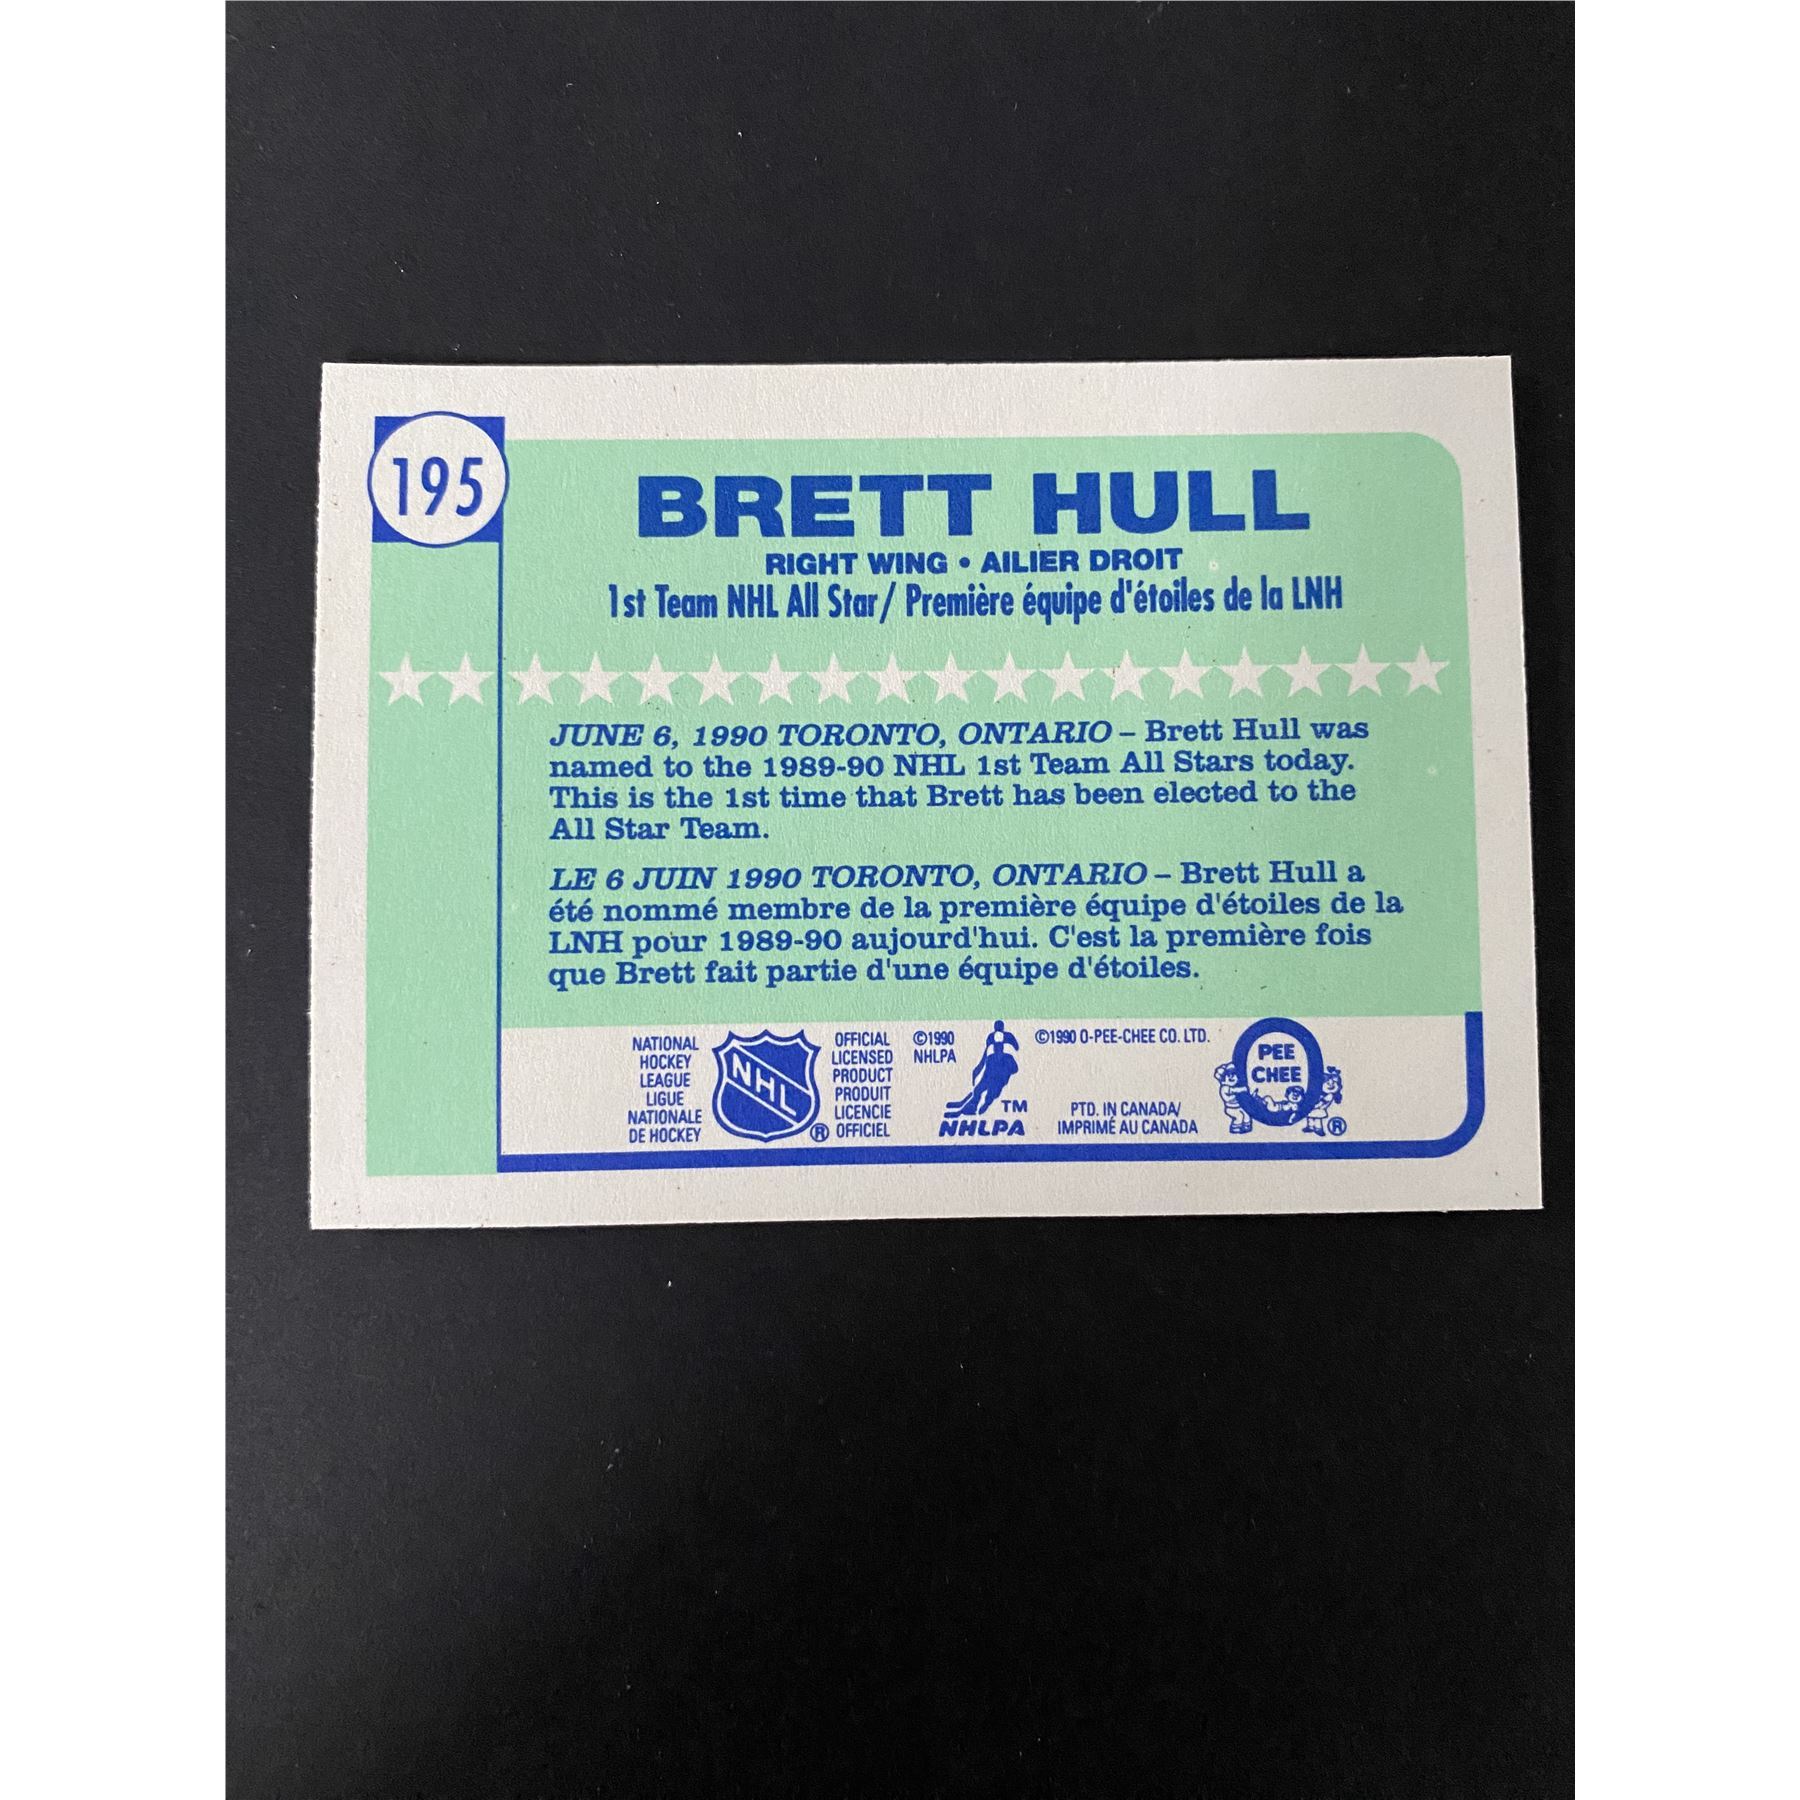 195
BRETT HULL
RIGHT WING • AILIER DROIT
1st Team NHL All Star/ Première équipe d'étoiles de la LNH
JUNE 6, 1990 TORONTO, ONTARIO – Brett Hull was
named to the 1989-90 NHL 1st Team All Stars today.
This is the 1st time that Brett has been elected to the
All Star Team.
LE 6 JUIN 1990 TORONTO, ONTARIO – Brett Hull a
été nommé membre de la première équipe d'étoiles de la
LNH pour 1989-90 aujourd'hui. C'est la première fois
que Brett fait partie d'une équipe d'étoiles.
NATIONAL
HOCKEY
LEAGUE
LIGUE
NATIONALE
DE HOCKEY
NHL
®
OFFICIAL
LICENSED
PRODUCT
PRODUIT
LICENCIE
OFFICIEL
©1990
NHLPA
TM
NHLPA
©1990 O-PEE-CHEE CO. LTD.
PTD. IN CANADA/
IMPRIMÉ AU CANADA
PEE
CHEE
®